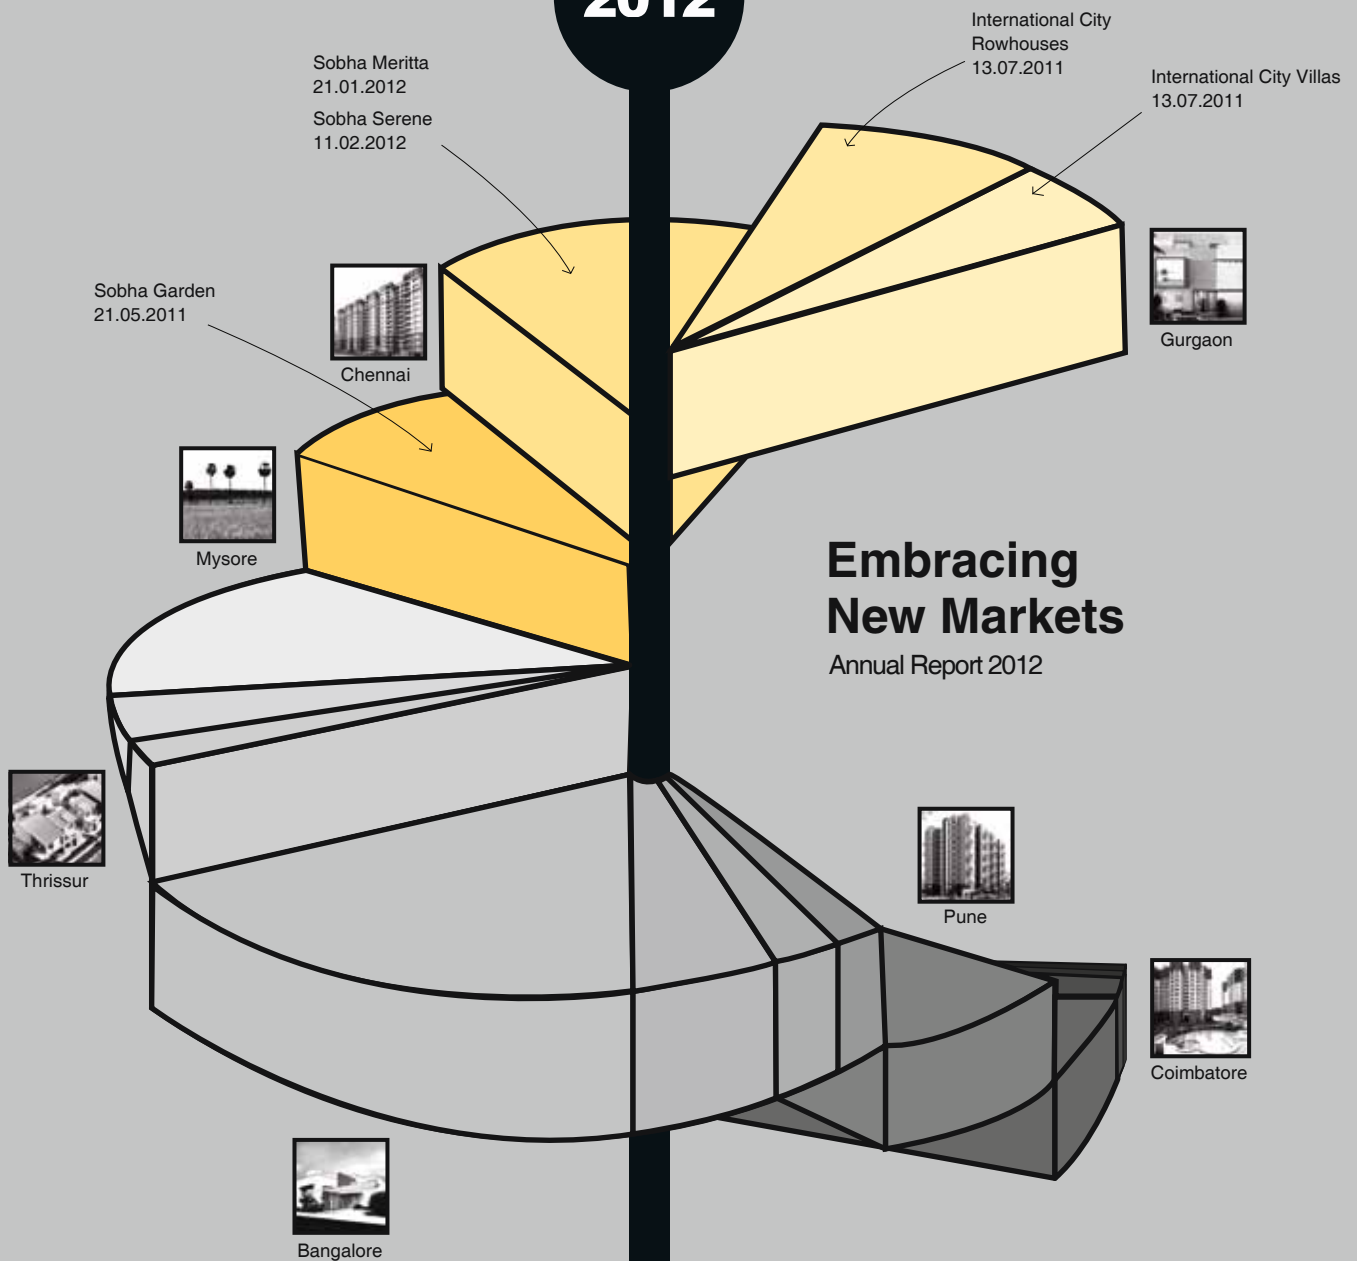 2012
International City
Rowhouses
13.07.2011
International City Villas
13.07.2011
Sobha Meritta
21.01.2012
Sobha Serene
11.02.2012
Sobha Garden
21.05.2011
Chennai
Gurgaon
Mysore
Embracing
New Markets
Annual Report 2012
Thrissur
Pune
Coimbatore
Bangalore